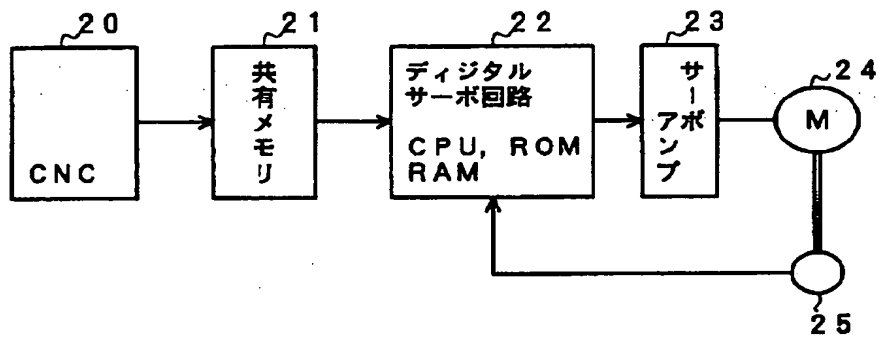 20
21
22
23
24
25
CNC
共有メモリ
ディジタル
サーボ回路
CPU, ROM
RAM
サーボ
アンプ
M